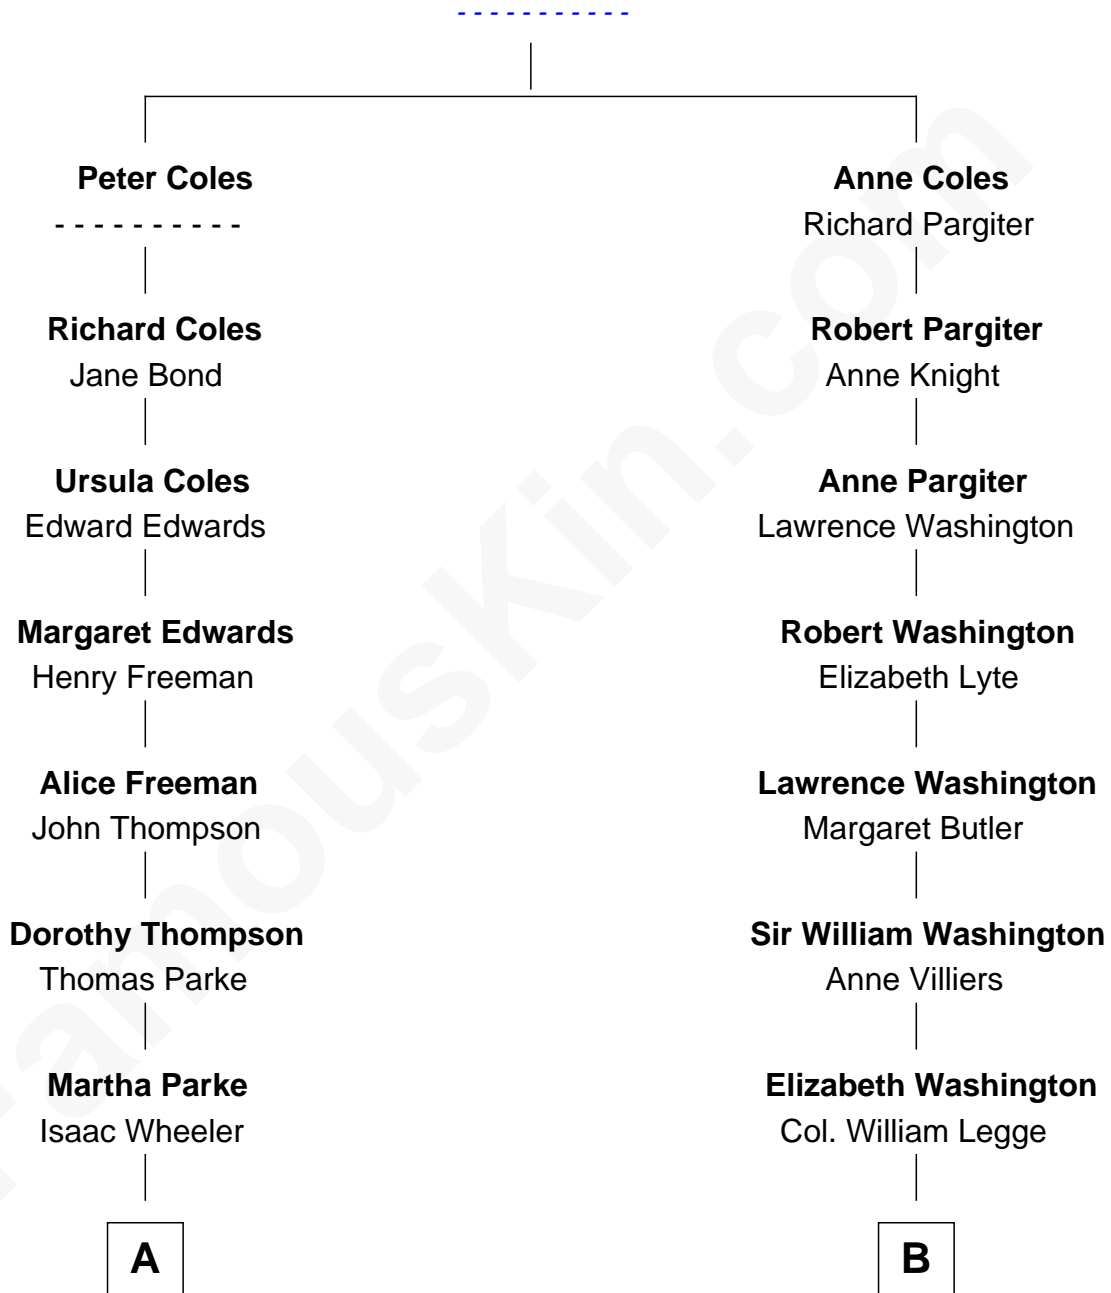 - - - - - - - - - - -
Peter Coles
- - - - - - - - - -
Richard Coles
Jane Bond
Ursula Coles
Edward Edwards
Margaret Edwards
Henry Freeman
Alice Freeman
John Thompson
Dorothy Thompson
Thomas Parke
Martha Parke
Isaac Wheeler
A
Anne Coles
Richard Pargiter
Robert Pargiter
Anne Knight
Anne Pargiter
Lawrence Washington
Robert Washington
Elizabeth Lyte
Lawrence Washington
Margaret Butler
Sir William Washington
Anne Villiers
Elizabeth Washington
Col. William Legge
B
FamousKin.com